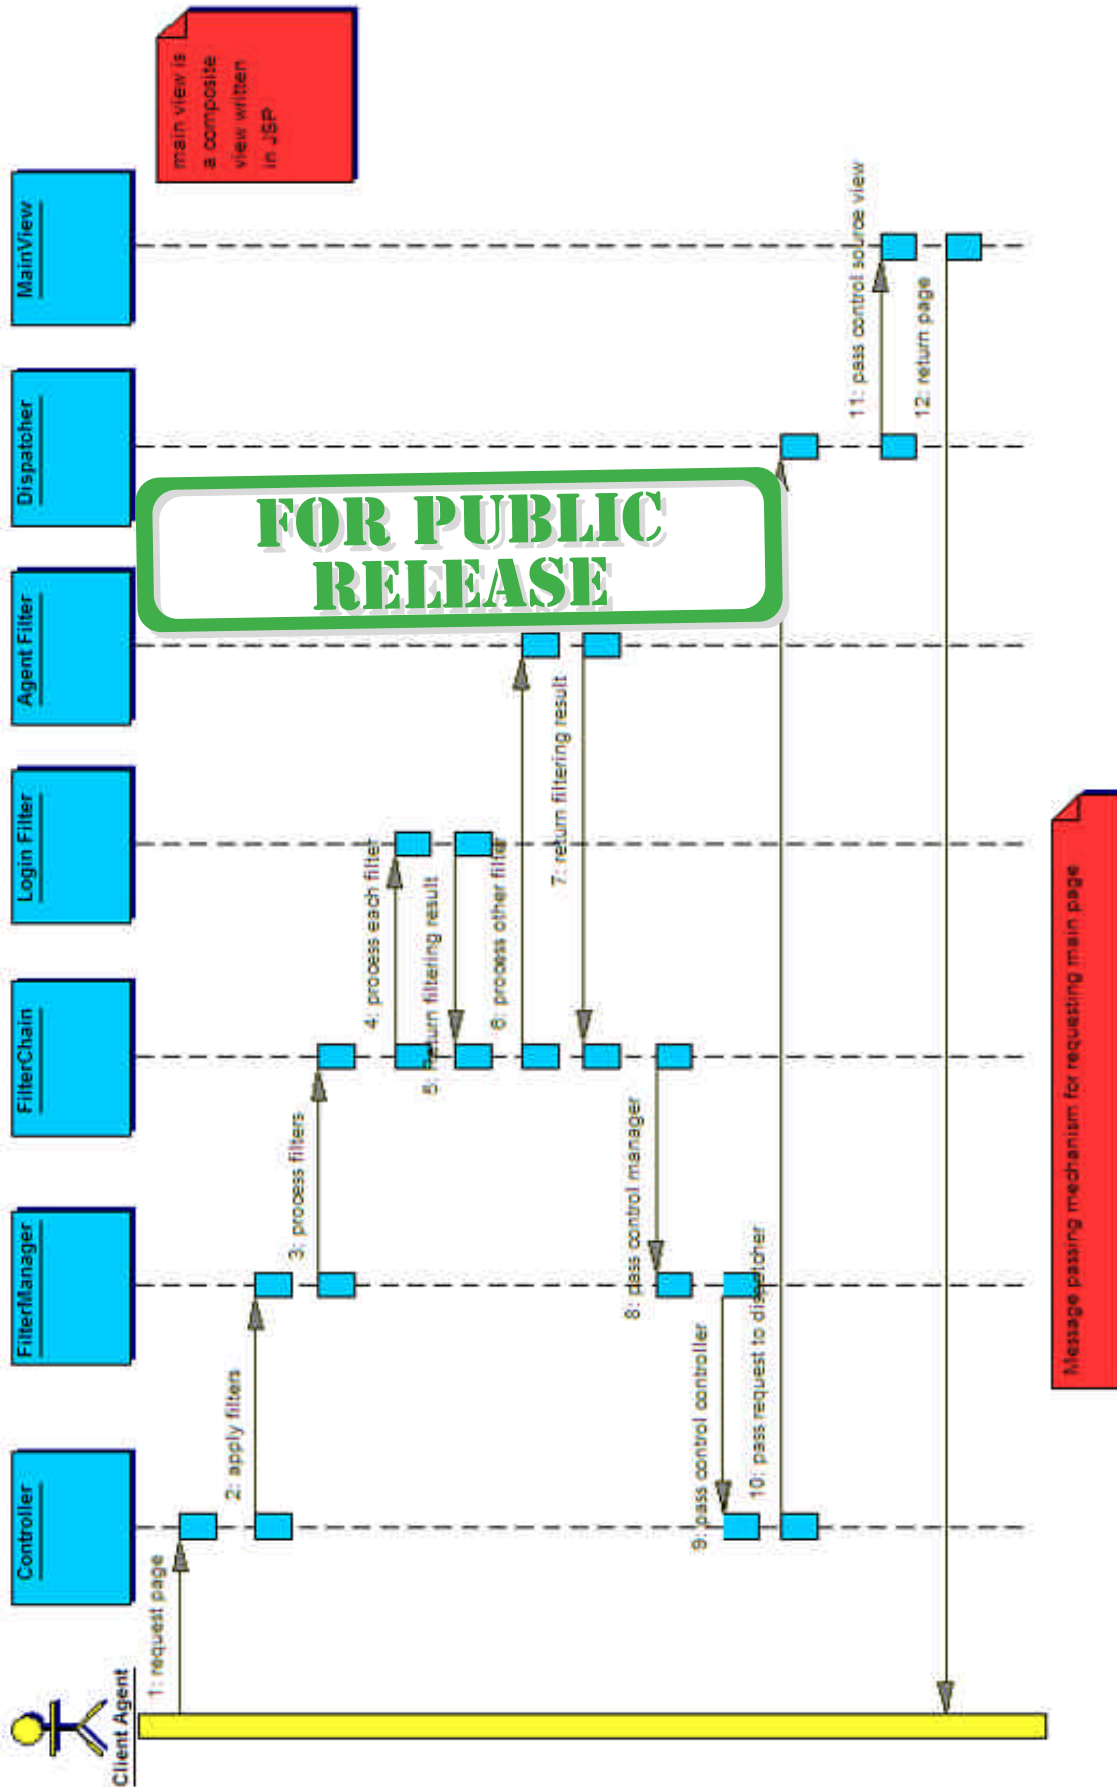 Client Agent
Controller
FilterManager
FilterChain
Login Filter
Agent Filter
Dispatcher
MainView
main view is
a composite
view written
in JSP
1: request page
2: apply filters
3: process filters
4: process each filter
5: return filtering result
6: process other filter
7: return filtering result
8: pass control manager
9: pass control controller
10: pass request to dispatcher
11: pass control source view
12: return page
FOR PUBLIC
RELEASE
Message passing mechanism for requesting main page